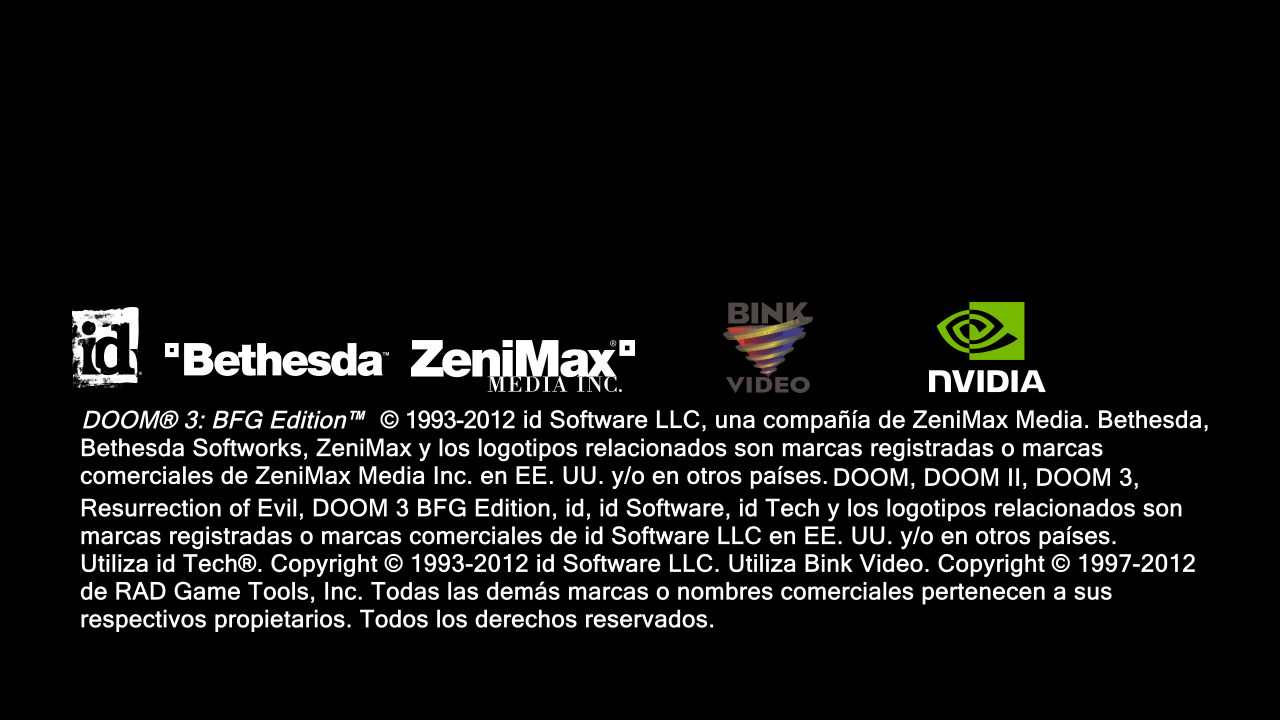 id Bethesda™ ZeniMax® MEDIA INC. BINK VIDEO NVIDIA
DOOM® 3: BFG Edition™ © 1993-2012 id Software LLC, una compañía de ZeniMax Media. Bethesda,
Bethesda Softworks, ZeniMax y los logotipos relacionados son marcas registradas o marcas
comerciales de ZeniMax Media Inc. en EE. UU. y/o en otros países. DOOM, DOOM II, DOOM 3,
Resurrection of Evil, DOOM 3 BFG Edition, id, id Software, id Tech y los logotipos relacionados son
marcas registradas o marcas comerciales de id Software LLC en EE. UU. y/o en otros países.
Utiliza id Tech®. Copyright © 1993-2012 id Software LLC. Utiliza Bink Video. Copyright © 1997-2012
de RAD Game Tools, Inc. Todas las demás marcas o nombres comerciales pertenecen a sus
respectivos propietarios. Todos los derechos reservados.